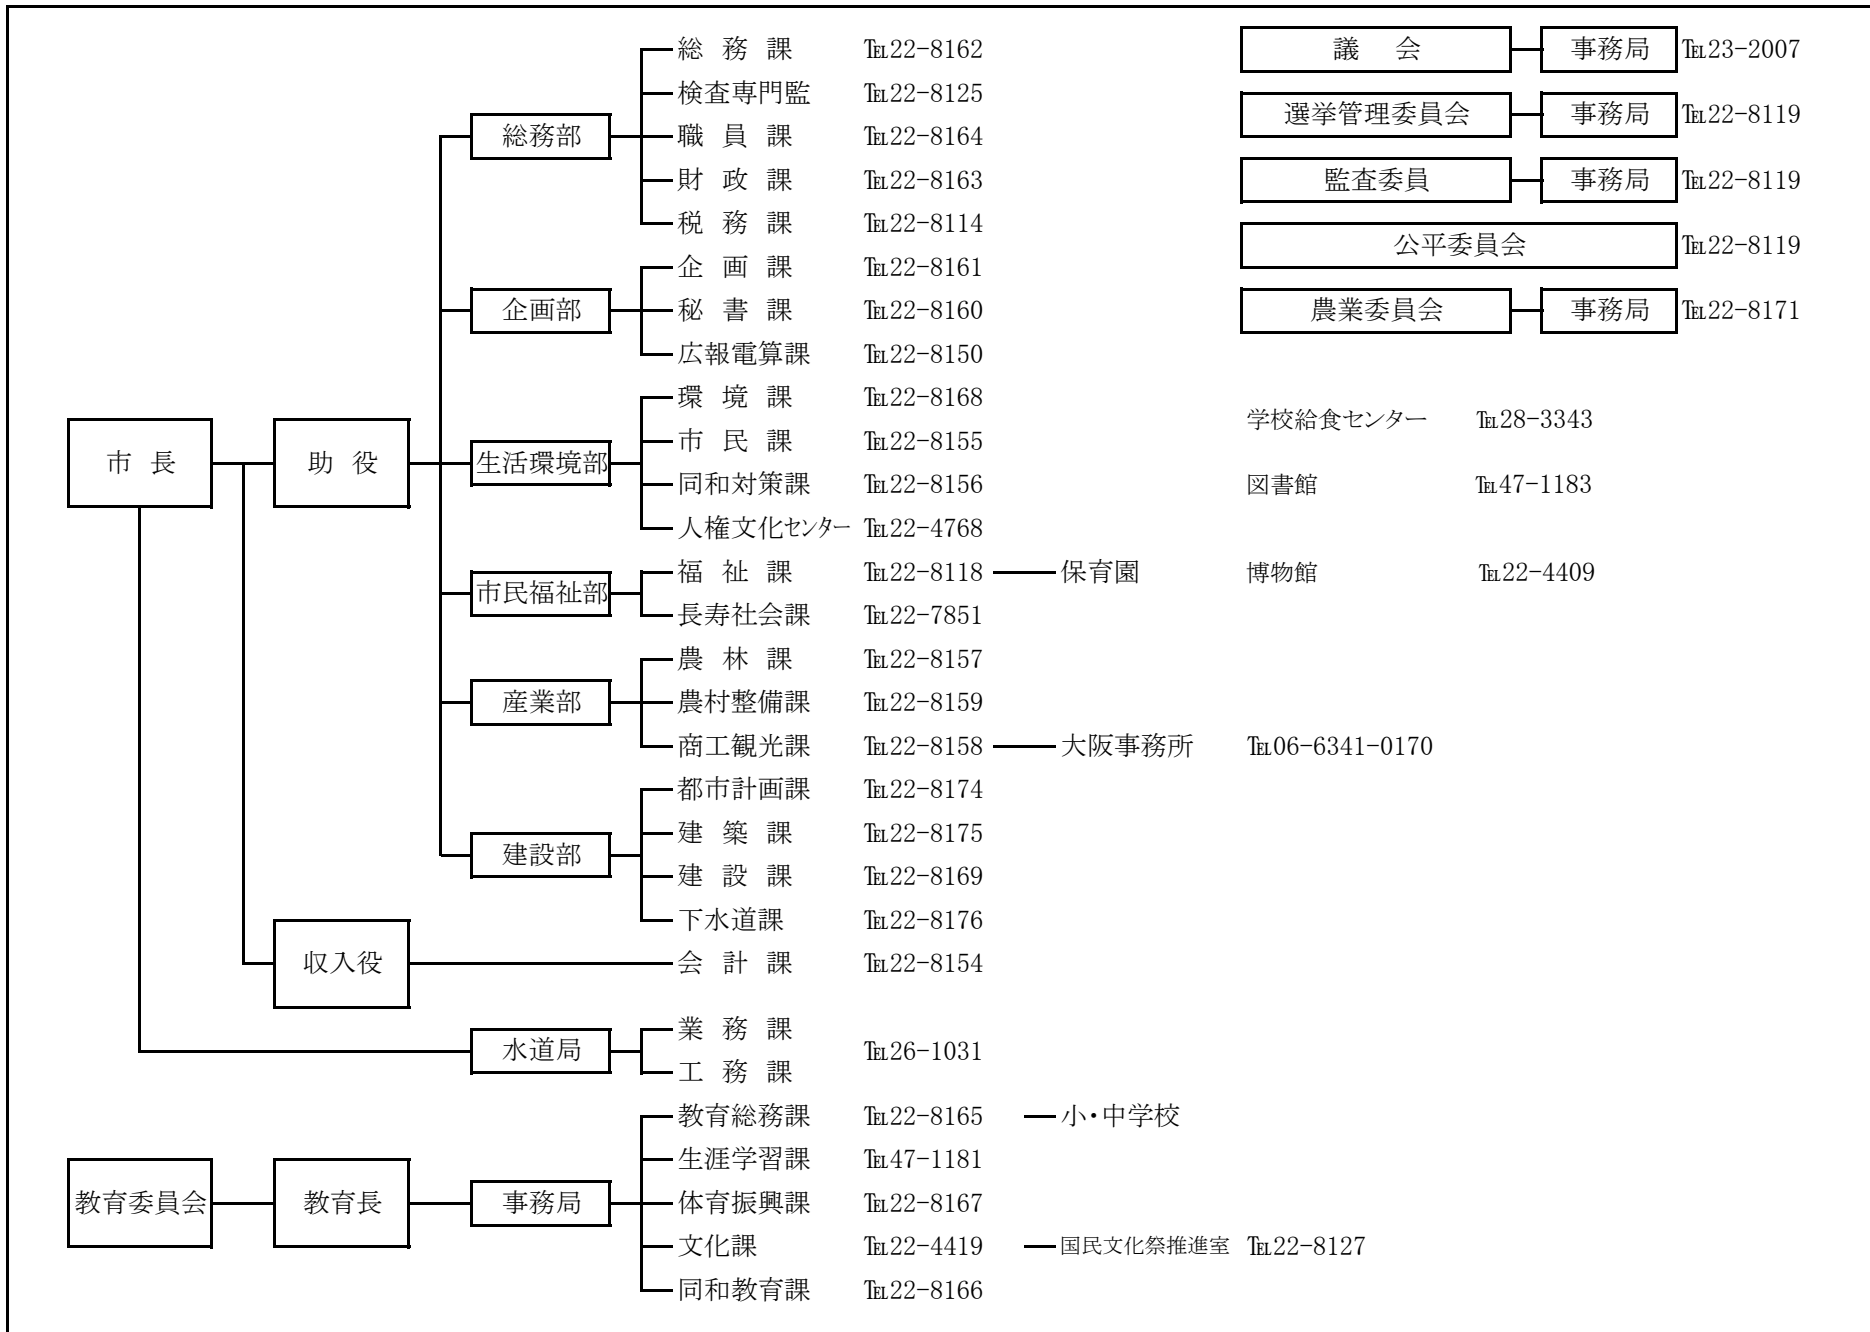 総務課 ℡22-8162
検査専門監 ℡22-8125
総務部
職員課 ℡22-8164
財政課 ℡22-8163
税務課 ℡22-8114
企画課 ℡22-8161
企画部
秘書課 ℡22-8160
広報電算課 ℡22-8150
環境課 ℡22-8168
市民課 ℡22-8155
市長
助役
生活環境部
同和対策課 ℡22-8156
人権文化センター ℡22-4768
福祉課 ℡22-8118 保育園
市民福祉部
長寿社会課 ℡22-7851
農林課 ℡22-8157
産業部
農村整備課 ℡22-8159
商工観光課 ℡22-8158 大阪事務所 ℡06-6341-0170
都市計画課 ℡22-8174
建築課 ℡22-8175
建設部
建設課 ℡22-8169
下水道課 ℡22-8176
収入役
会計課 ℡22-8154
業務課
水道局
℡26-1031
工務課
教育総務課 ℡22-8165 小・中学校
生涯学習課 ℡47-1181
教育委員会
教育長
事務局
体育振興課 ℡22-8167
文化課 ℡22-4419 国民文化祭推進室 ℡22-8127
同和教育課 ℡22-8166
議会 事務局 ℡23-2007
選挙管理委員会 事務局 ℡22-8119
監査委員 事務局 ℡22-8119
公平委員会 ℡22-8119
農業委員会 事務局 ℡22-8171
学校給食センター ℡28-3343
図書館 ℡47-1183
博物館 ℡22-4409